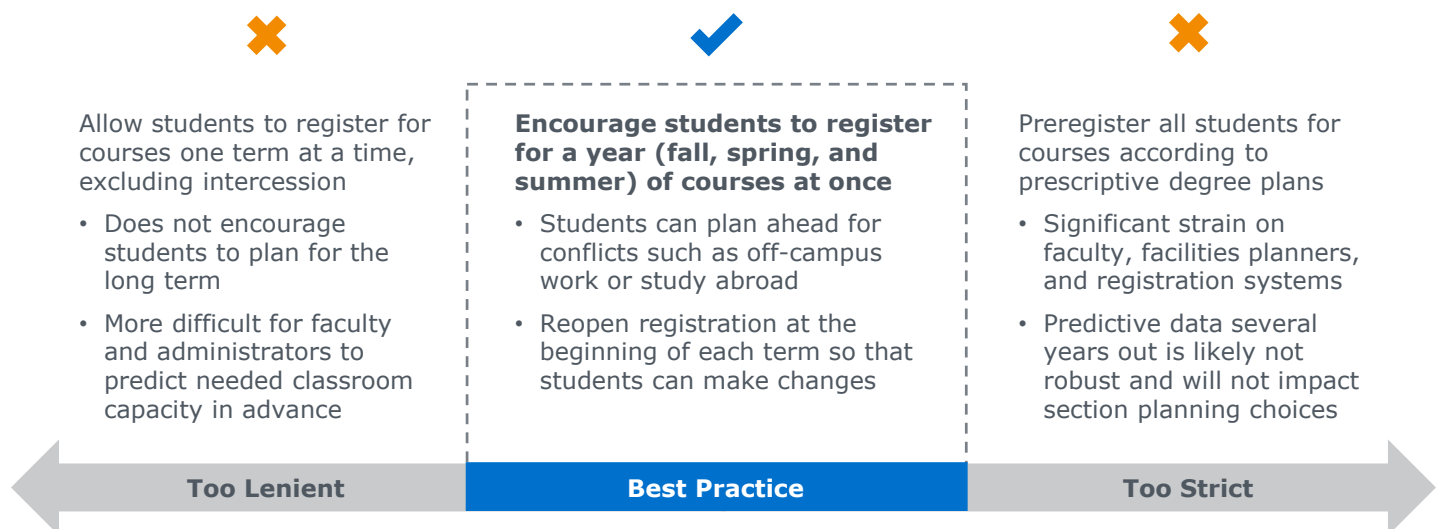 Allow students to register for
courses one term at a time,
excluding intercession
• Does not encourage
students to plan for the
long term
• More difficult for faculty
and administrators to
predict needed classroom
capacity in advance
Encourage students to register
for a year (fall, spring, and
summer) of courses at once
• Students can plan ahead for
conflicts such as off-campus
work or study abroad
• Reopen registration at the
beginning of each term so that
students can make changes
Preregister all students for
courses according to
prescriptive degree plans
• Significant strain on
faculty, facilities planners,
and registration systems
• Predictive data several
years out is likely not
robust and will not impact
section planning choices
Too Lenient
Best Practice
Too Strict